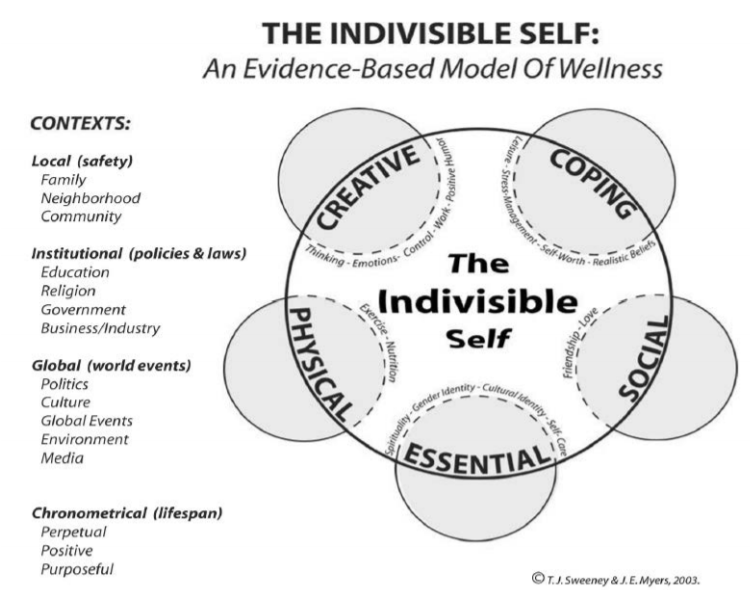 THE INDIVISIBLE SELF:
An Evidence-Based Model Of Wellness
CONTEXTS:
Local (safety)
Family
Neighborhood
Community
Institutional (policies & laws)
Education
Religion
Government
Business/Industry
Global (world events)
Politics
Culture
Global Events
Environment
Media
Chronometrical (lifespan)
Perpetual
Positive
Purposeful
CREATIVE
Thinking - Emotions- Control - Work - Positive Humor
COPING
Leisure - Stress-Management - Self-Worth - Realistic Beliefs
The
Indivisible
Self
PHYSICAL
Exercise - Nutrition
SOCIAL
Friendship - Love
ESSENTIAL
Spirituality - Gender Identity - Cultural Identity - Self-Care
© T. J. Sweeney & J. E. Myers, 2003.